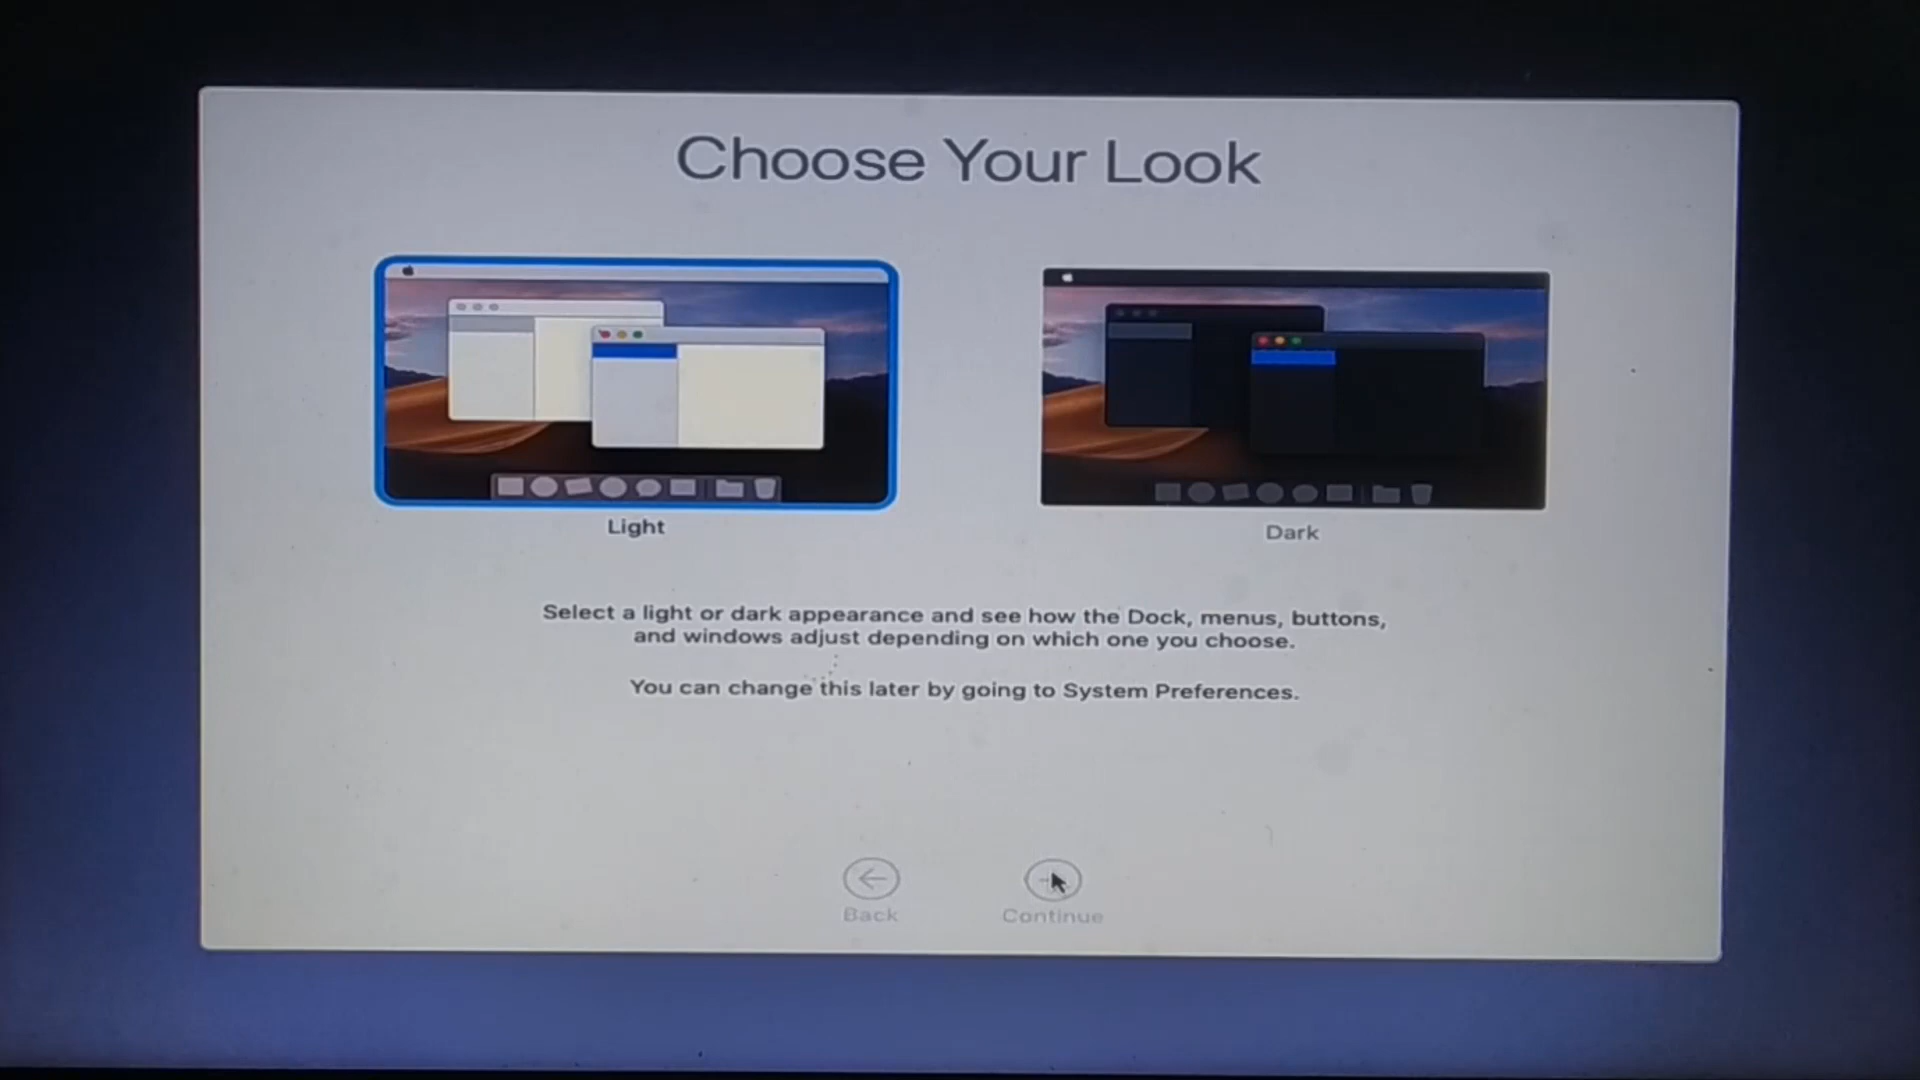 Choose Your Look
Light
Dark
Select a light or dark appearance and see how the Dock, menus, buttons,
and windows adjust depending on which one you choose.
You can change this later by going to System Preferences.
Back
Continue